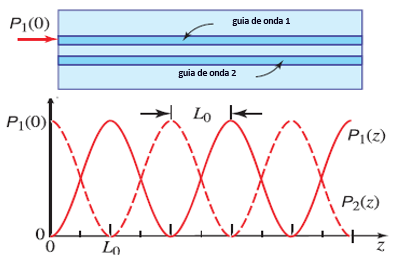 P₁(0)
guia de onda 1
guia de onda 2
L₀
P₁(0)
P₁(z)
P₂(z)
0
0
L₀
z